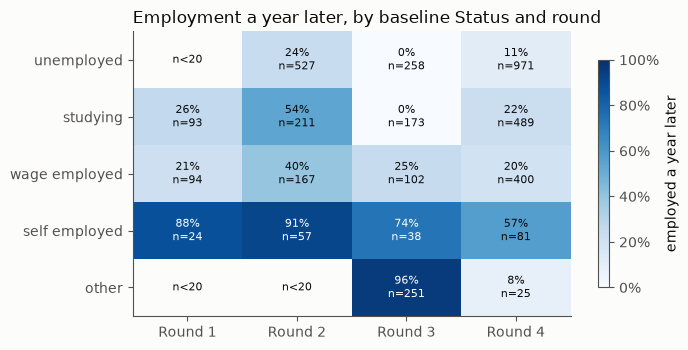 Employment a year later, by baseline Status and round
unemployed
n<20
24%
n=527
0%
n=258
11%
n=971
studying
26%
n=93
54%
n=211
0%
n=173
22%
n=489
wage employed
21%
n=94
40%
n=167
25%
n=102
20%
n=400
self employed
88%
n=24
91%
n=57
74%
n=38
57%
n=81
other
n<20
n<20
96%
n=251
8%
n=25
Round 1
Round 2
Round 3
Round 4
100%
80%
60%
40%
20%
0%
employed a year later